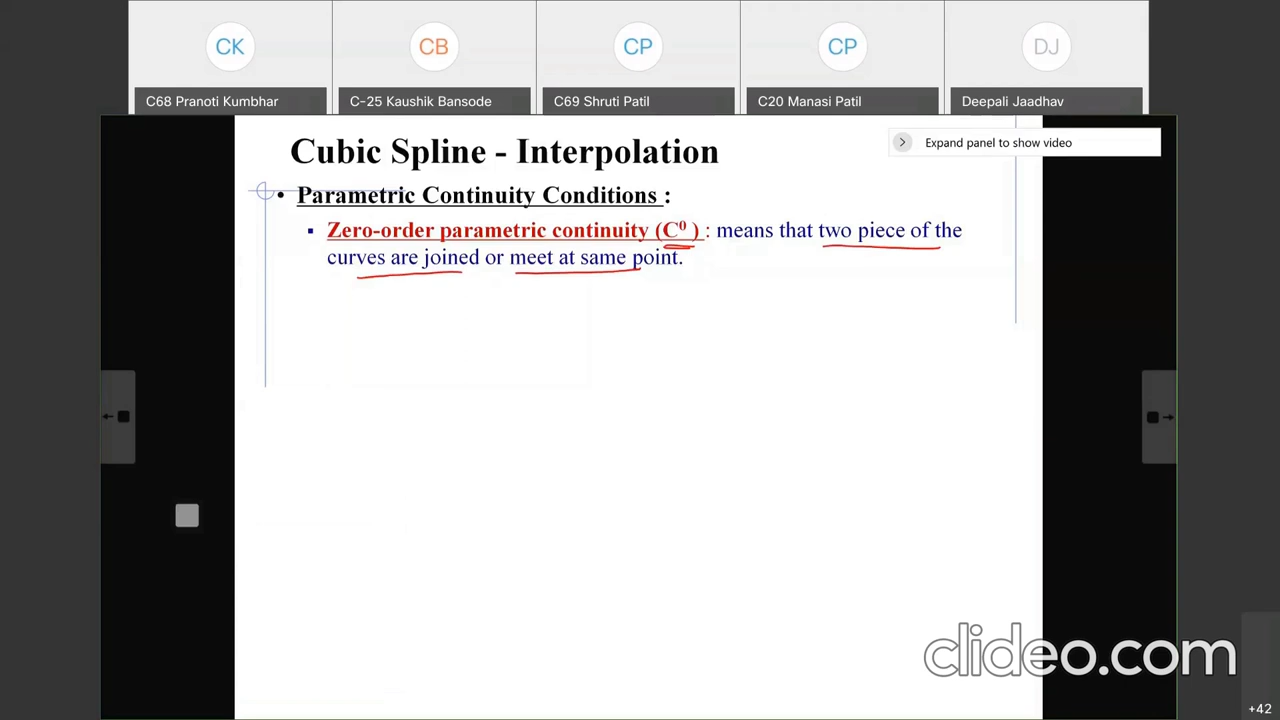 CK
CB
CP
CP
DJ
C68 Pranoti Kumbhar
C-25 Kaushik Bansode
C69 Shruti Patil
C20 Manasi Patil
Deepali Jaadhav
Expand panel to show video
Cubic Spline - Interpolation
• Parametric Continuity Conditions :
▪ Zero-order parametric continuity (C⁰ ) : means that two piece of the
curves are joined or meet at same point.
clideo.com
+42